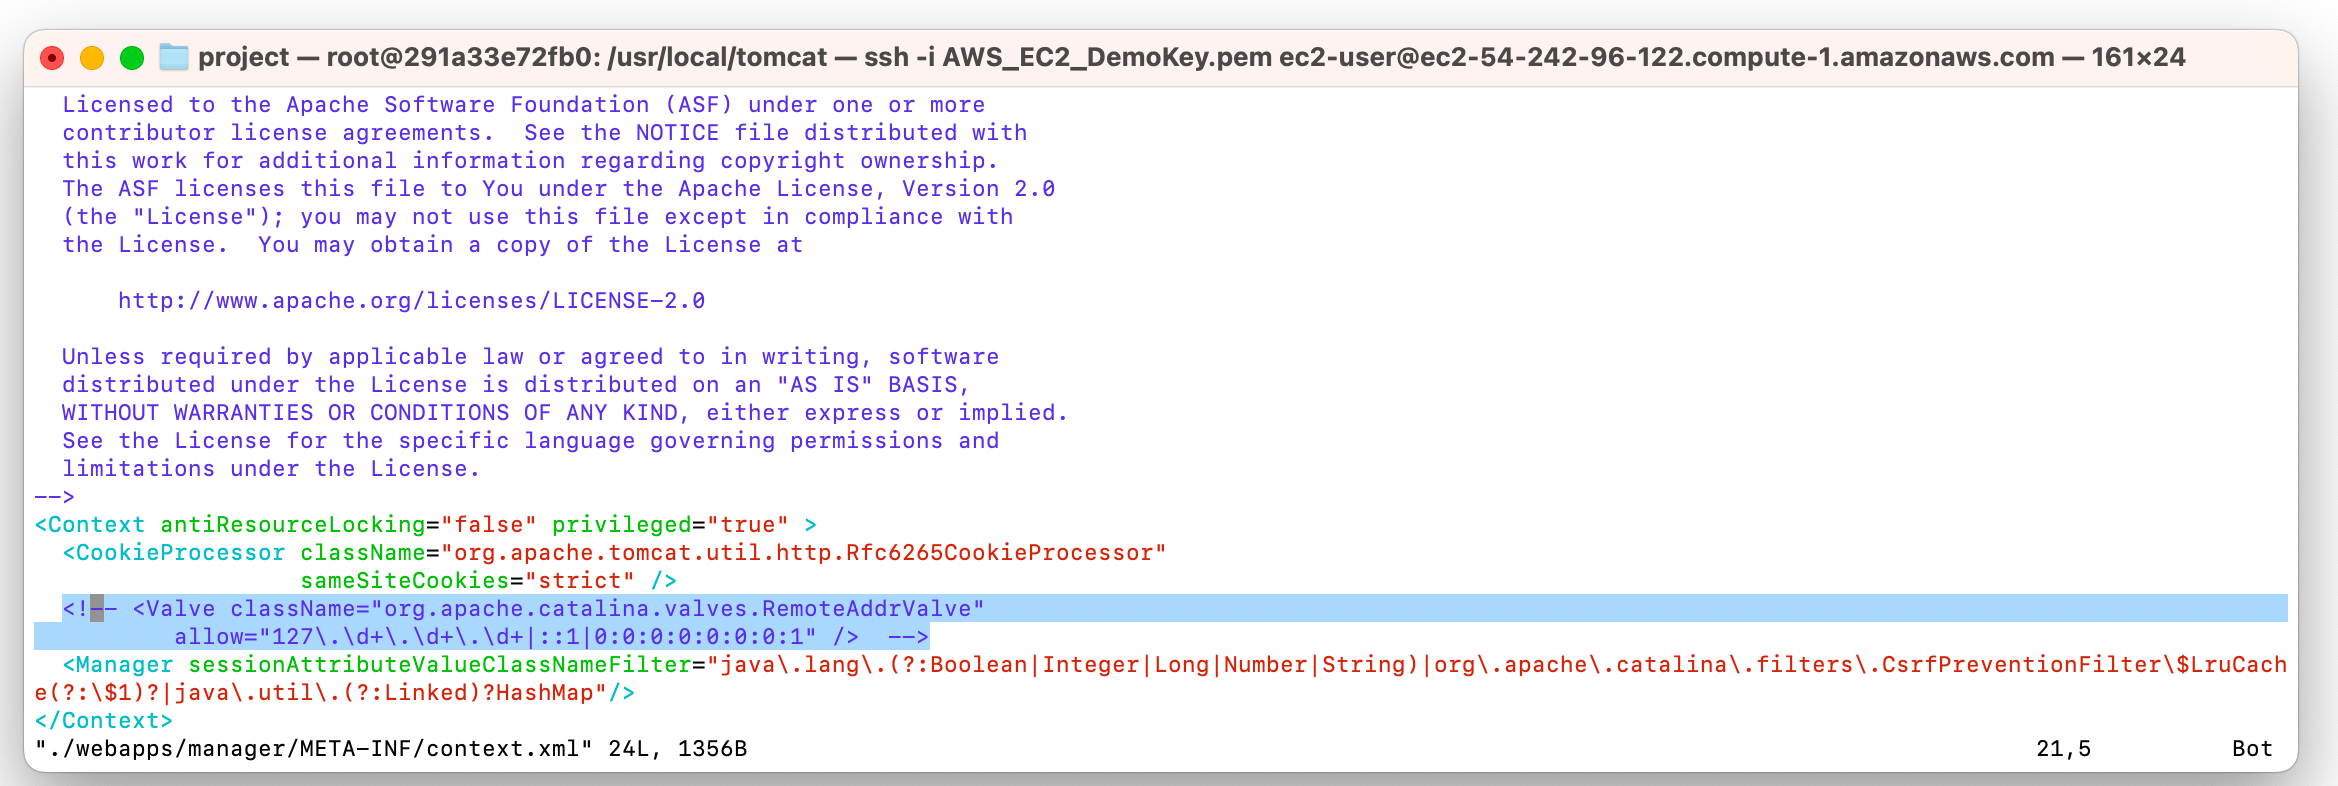 project — root@291a33e72fb0: /usr/local/tomcat — ssh -i AWS_EC2_DemoKey.pem ec2-user@ec2-54-242-96-122.compute-1.amazonaws.com — 161×24
Licensed to the Apache Software Foundation (ASF) under one or more
contributor license agreements.  See the NOTICE file distributed with
this work for additional information regarding copyright ownership.
The ASF licenses this file to You under the Apache License, Version 2.0
(the "License"); you may not use this file except in compliance with
the License.  You may obtain a copy of the License at
http://www.apache.org/licenses/LICENSE-2.0
Unless required by applicable law or agreed to in writing, software
distributed under the License is distributed on an "AS IS" BASIS,
WITHOUT WARRANTIES OR CONDITIONS OF ANY KIND, either express or implied.
See the License for the specific language governing permissions and
limitations under the License.
-->
<Context antiResourceLocking="false" privileged="true" >
<CookieProcessor className="org.apache.tomcat.util.http.Rfc6265CookieProcessor"
sameSiteCookies="strict" />
<!-- <Valve className="org.apache.catalina.valves.RemoteAddrValve"
allow="127\.\d+\.\d+\.\d+|::1|0:0:0:0:0:0:0:1" />  -->
<Manager sessionAttributeValueClassNameFilter="java\.lang\.(?:Boolean|Integer|Long|Number|String)|org\.apache\.catalina\.filters\.CsrfPreventionFilter\$LruCach
e(?:\$1)?|java\.util\.(?:Linked)?HashMap"/>
</Context>
"./webapps/manager/META-INF/context.xml" 24L, 1356B 21,5 Bot